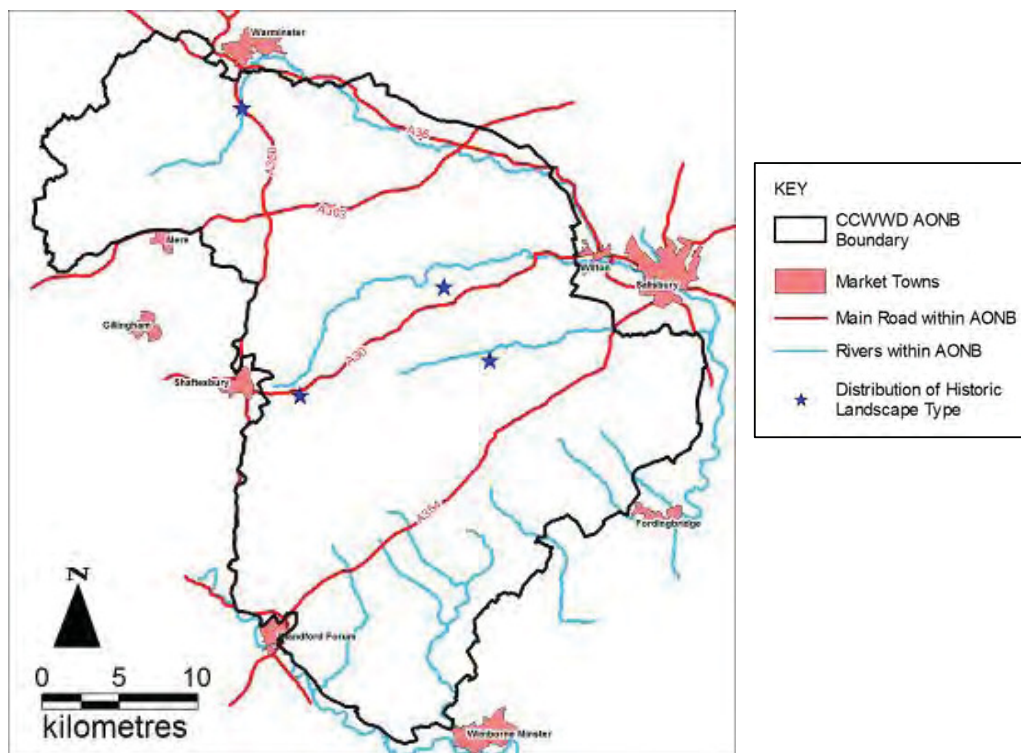 Warminster
A36
A350
A303
Mere
Wilton
Salisbury
Gillingham
A30
Shaftesbury
A354
Fordingbridge
N
Blandford Forum
0 5 10
kilometres
Wimborne Minster
KEY
CCWWD AONB
Boundary
Market Towns
Main Road within AONB
Rivers within AONB
Distribution of Historic
Landscape Type